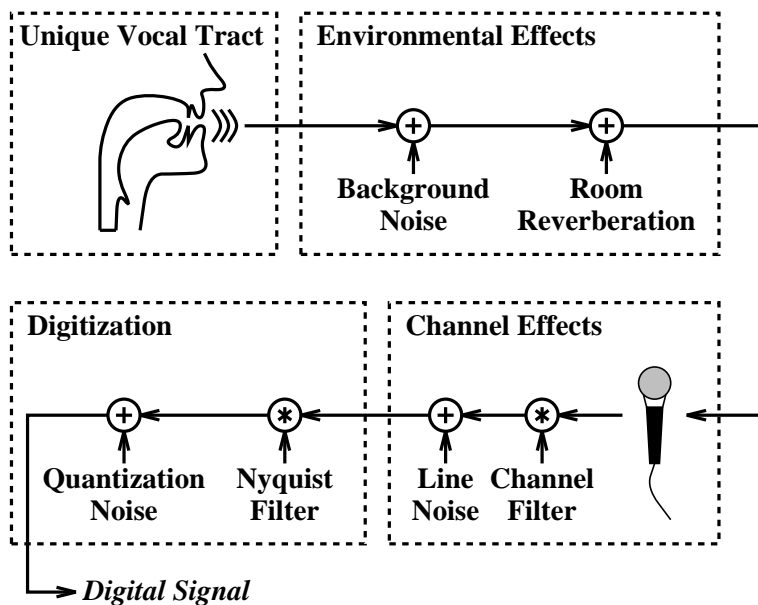 Unique Vocal Tract
Environmental Effects
+
+
Background
Noise
Room
Reverberation
Digitization
Channel Effects
+
*
+
*
Quantization
Noise
Nyquist
Filter
Line
Noise
Channel
Filter
Digital Signal